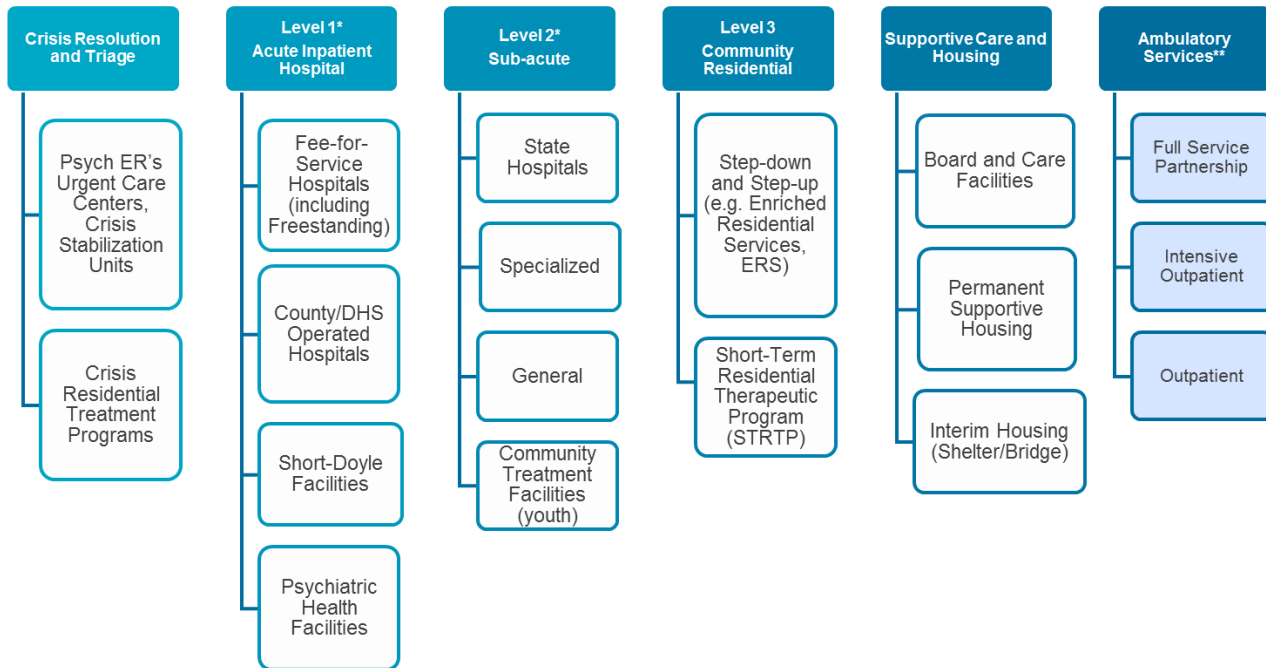 Crisis Resolution
and Triage
Psych ER’s
Urgent Care
Centers,
Crisis
Stabilization
Units
Crisis
Residential
Treatment
Programs
Level 1*
Acute Inpatient
Hospital
Fee-for-
Service
Hospitals
(including
Freestanding)
County/DHS
Operated
Hospitals
Short-Doyle
Facilities
Psychiatric
Health
Facilities
Level 2*
Sub-acute
State
Hospitals
Specialized
General
Community
Treatment
Facilities
(youth)
Level 3
Community
Residential
Step-down
and Step-up
(e.g. Enriched
Residential
Services,
ERS)
Short-Term
Residential
Therapeutic
Program
(STRTP)
Supportive Care and
Housing
Board and Care
Facilities
Permanent
Supportive
Housing
Interim Housing
(Shelter/Bridge)
Ambulatory
Services**
Full Service
Partnership
Intensive
Outpatient
Outpatient